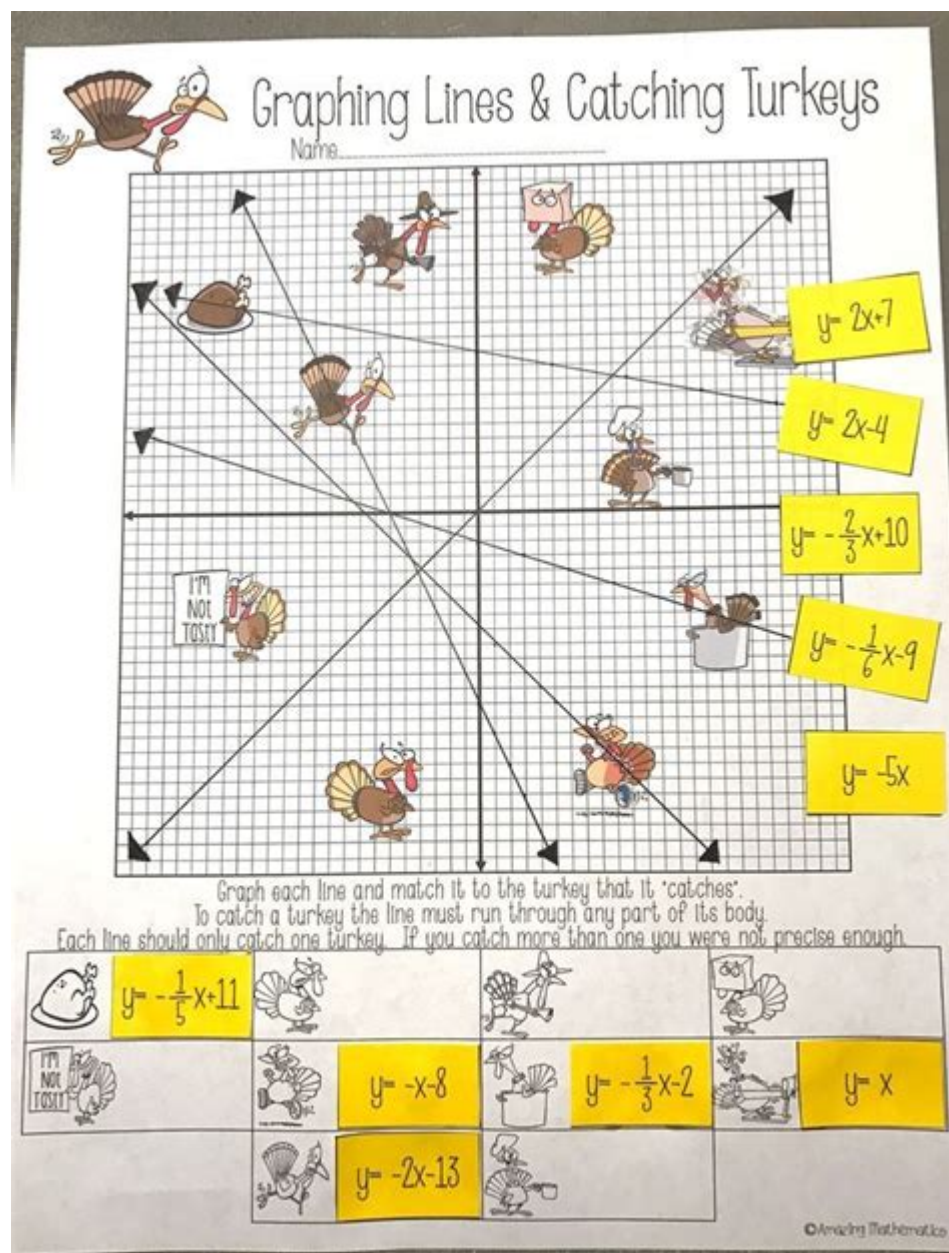 Graphing Lines & Catching Turkeys
Name
y= 2x+7
y= 2x-4
y= -2/3x+10
y= -1/6x-9
y= -5x
I'M
NOT
TASTY
Graph each line and match it to the turkey that it "catches".
To catch a turkey the line must run through any part of its body.
Each line should only catch one turkey. If you catch more than one you were not precise enough.
y= -1/5x+11
I'M
NOT
TASTY
y= -x-8
y= -1/3x-2
y= x
y= -2x-13
©Amazing Mathematics